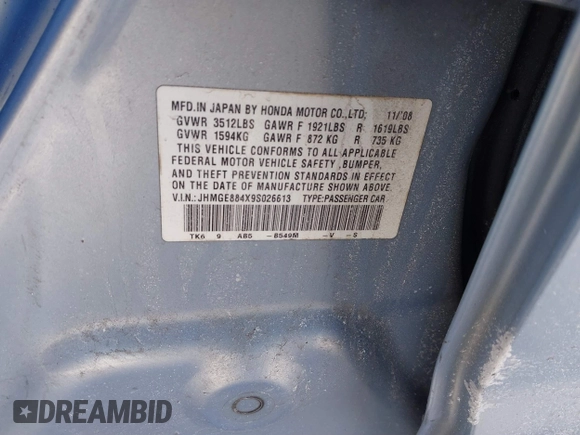 MFD.IN JAPAN BY HONDA MOTOR CO.,LTD. 11/'08
GVWR 3512LBS GAWR F 1921LBS R 1619LBS
GVWR 1594KG GAWR F 872 KG R 735 KG
THIS VEHICLE CONFORMS TO ALL APPLICABLE
FEDERAL MOTOR VEHICLE SAFETY ,BUMPER,
AND THEFT PREVENTION STANDARDS IN EFFECT
ON THE DATE OF MANUFACTURE SHOWN ABOVE.
V.I.N.:JHMGE884X9S026613 TYPE:PASSENGER CAR
TK6 9 AB5 -B549M -V -S
DREAMBID